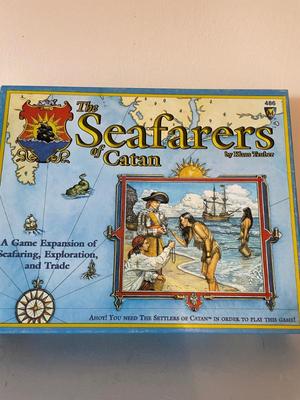 486
The
Seafarers
of Catan
by Klaus Teuber
A Game Expansion of
Seafaring, Exploration,
and Trade
Ahoy! You need The Settlers of Catan™ in order to play this game!